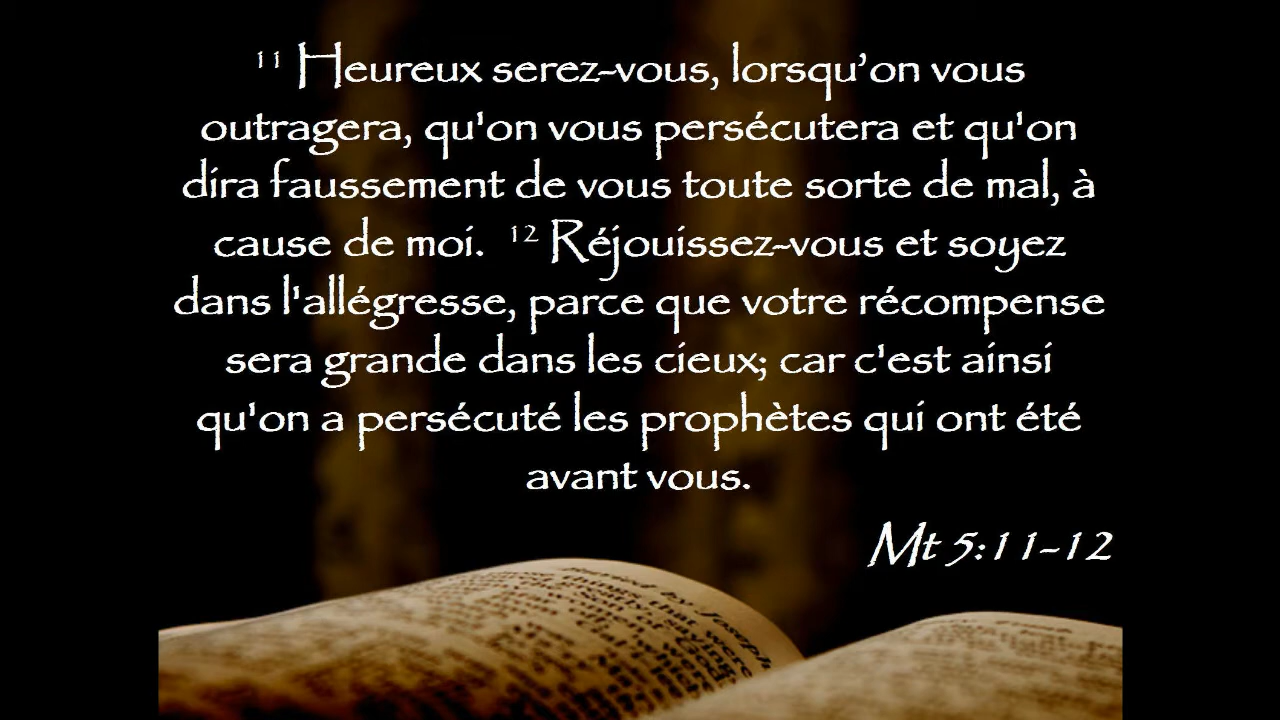 ¹¹ Heureux serez-vous, lorsqu’on vous
outragera, qu'on vous persécutera et qu'on
dira faussement de vous toute sorte de mal, à
cause de moi. ¹² Réjouissez-vous et soyez
dans l'allégresse, parce que votre récompense
sera grande dans les cieux; car c'est ainsi
qu'on a persécuté les prophètes qui ont été
avant vous.
Mt 5:11-12